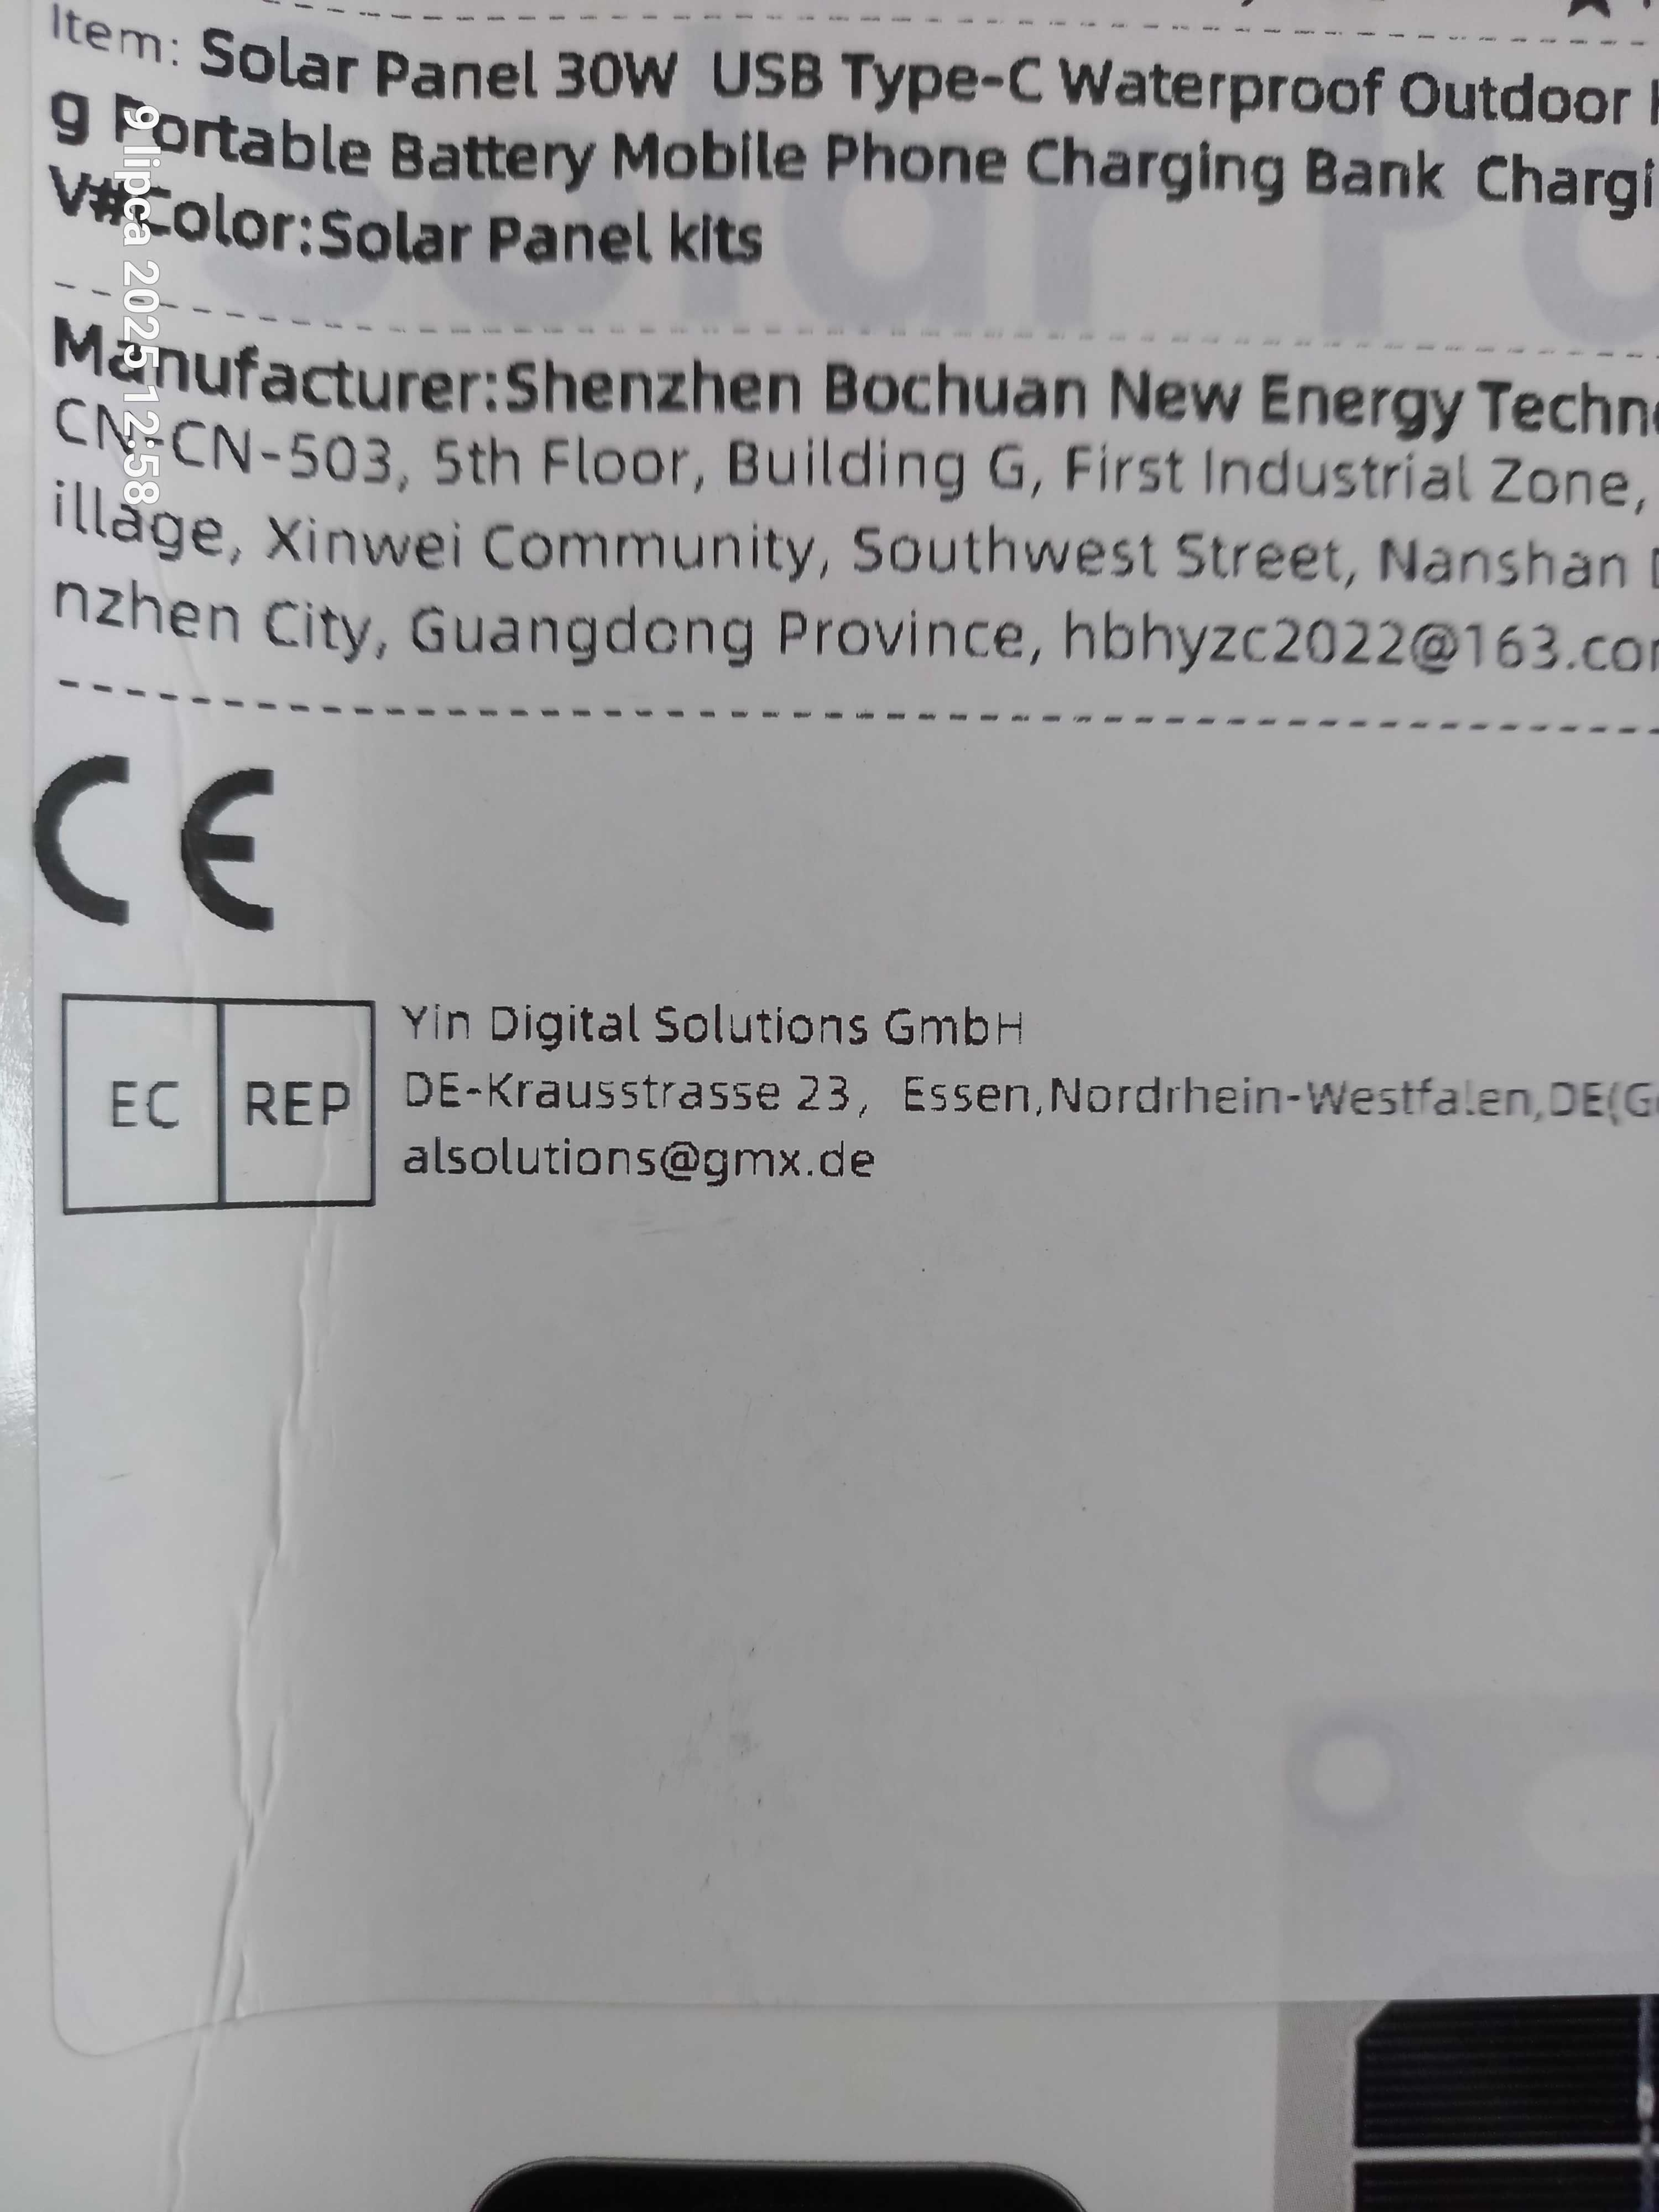 Item: Solar Panel 30W USB Type-C Waterproof Outdoor
g Portable Battery Mobile Phone Charging Bank Chargi
V#Color:Solar Panel kits
Manufacturer:Shenzhen Bochuan New Energy Techn
CN-CN-503, 5th Floor, Building G, First Industrial Zone,
illage, Xinwei Community, Southwest Street, Nanshan
nzhen City, Guangdong Province, hbhyzc2022@163.co
CE
EC REP
Yin Digital Solutions GmbH
DE-Krausstrasse 23, Essen,Nordrhein-Westfalen,DE(G
alsolutions@gmx.de
9 lipca 2025 12:58